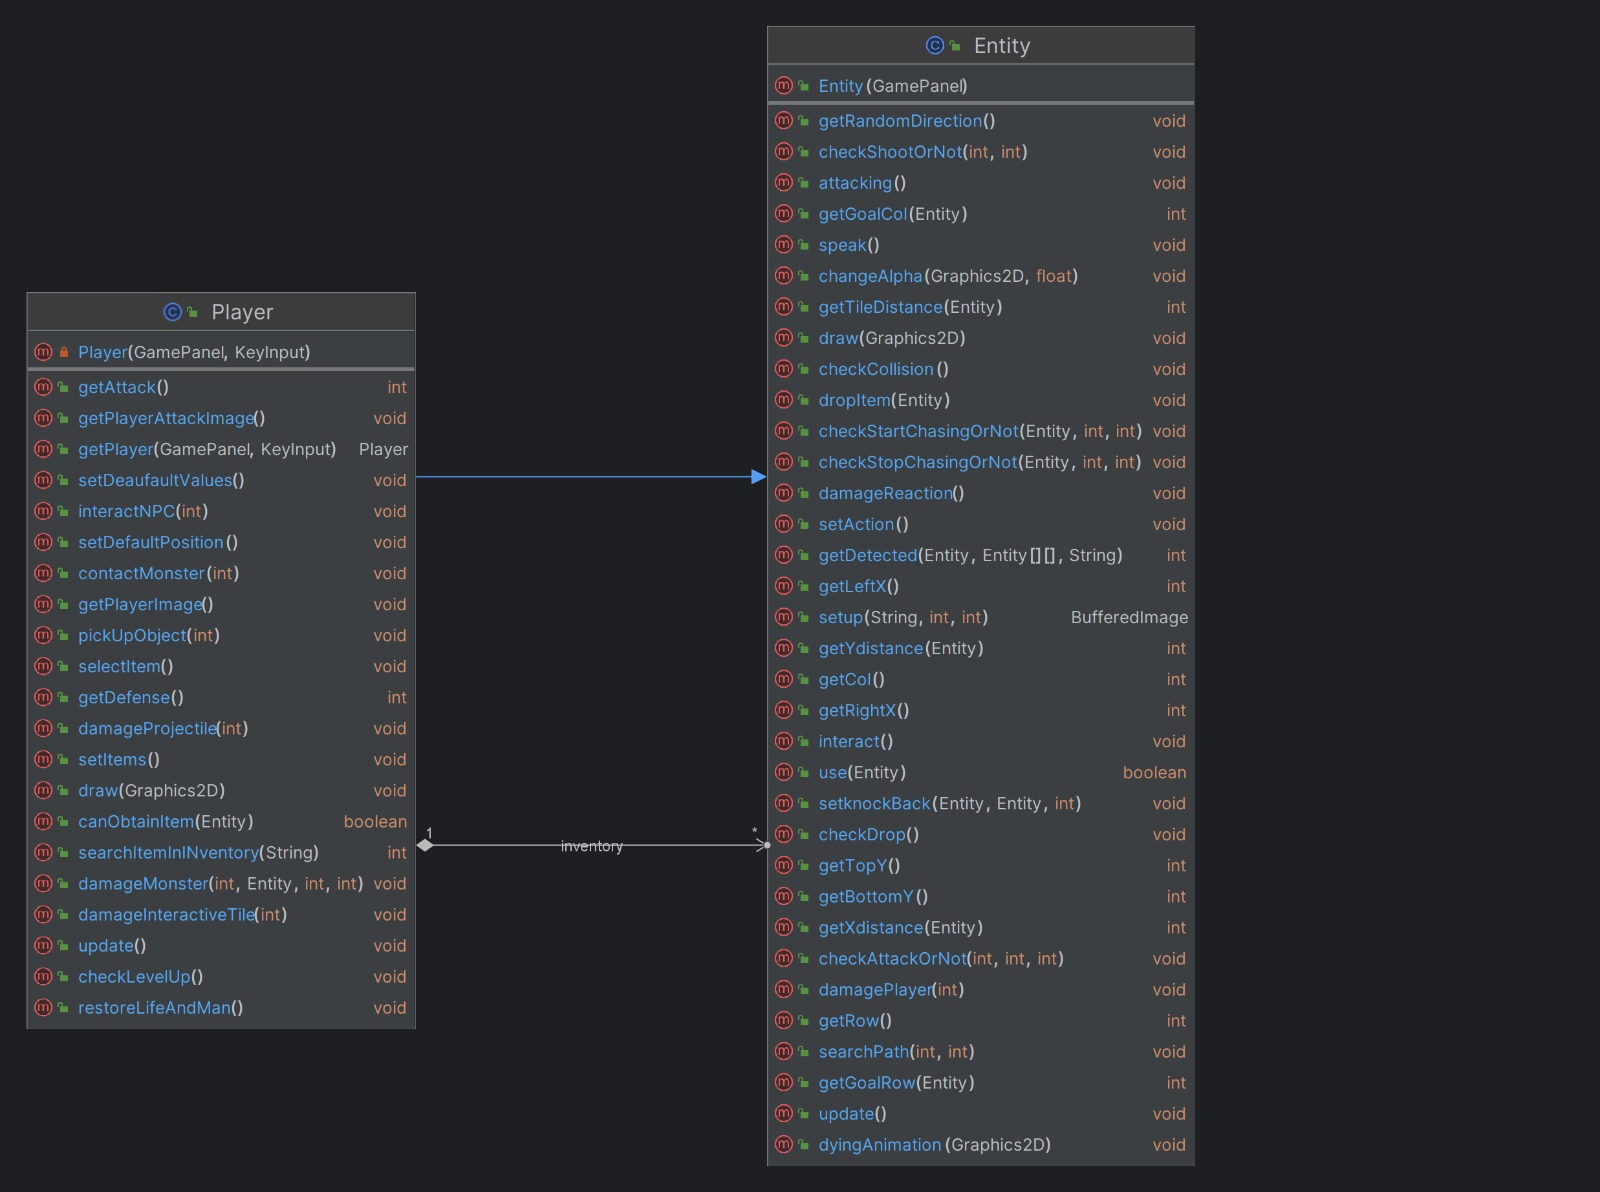 Player
Player(GamePanel, KeyInput)
getAttack() int
getPlayerAttackImage() void
getPlayer(GamePanel, KeyInput) Player
setDeaufaultValues() void
interactNPC(int) void
setDefaultPosition() void
contactMonster(int) void
getPlayerImage() void
pickUpObject(int) void
selectItem() void
getDefense() int
damageProjectile(int) void
setItems() void
draw(Graphics2D) void
canObtainItem(Entity) boolean
searchItemInINventory(String) int
damageMonster(int, Entity, int, int) void
damageInteractiveTile(int) void
update() void
checkLevelUp() void
restoreLifeAndMan() void
1
inventory
*
Entity
Entity(GamePanel)
getRandomDirection() void
checkShootOrNot(int, int) void
attacking() void
getGoalCol(Entity) int
speak() void
changeAlpha(Graphics2D, float) void
getTileDistance(Entity) int
draw(Graphics2D) void
checkCollision() void
dropItem(Entity) void
checkStartChasingOrNot(Entity, int, int) void
checkStopChasingOrNot(Entity, int, int) void
damageReaction() void
setAction() void
getDetected(Entity, Entity[][], String) int
getLeftX() int
setup(String, int, int) BufferedImage
getYdistance(Entity) int
getCol() int
getRightX() int
interact() void
use(Entity) boolean
setknockBack(Entity, Entity, int) void
checkDrop() void
getTopY() int
getBottomY() int
getXdistance(Entity) int
checkAttackOrNot(int, int, int) void
damagePlayer(int) void
getRow() int
searchPath(int, int) void
getGoalRow(Entity) int
update() void
dyingAnimation(Graphics2D) void